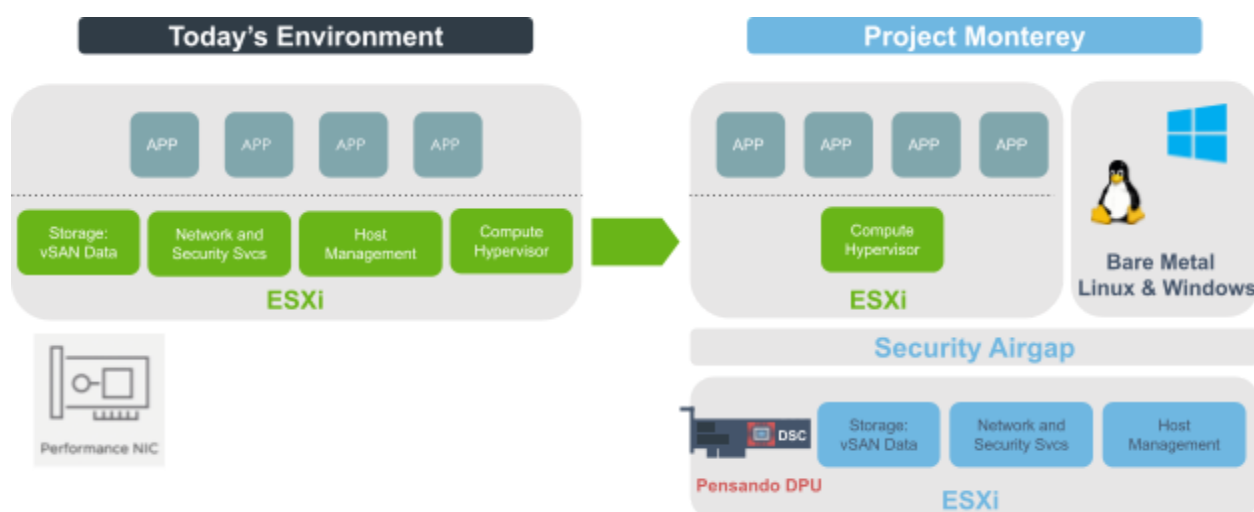 Today's Environment
APP
APP
APP
APP
Storage:
vSAN Data
Network and
Security Svcs
Host
Management
Compute
Hypervisor
ESXi
Performance NIC
Project Monterey
APP
APP
APP
APP
Compute
Hypervisor
ESXi
Bare Metal
Linux & Windows
Security Airgap
DSC
Pensando DPU
Storage:
vSAN Data
Network and
Security Svcs
Host
Management
ESXi